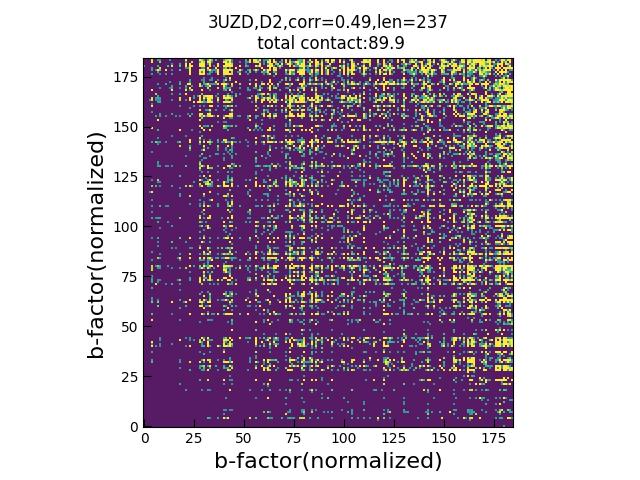 3UZD,D2,corr=0.49,len=237
total contact:89.9
b-factor(normalized)
175
150
125
100
75
50
25
0
0 25 50 75 100 125 150 175
b-factor(normalized)